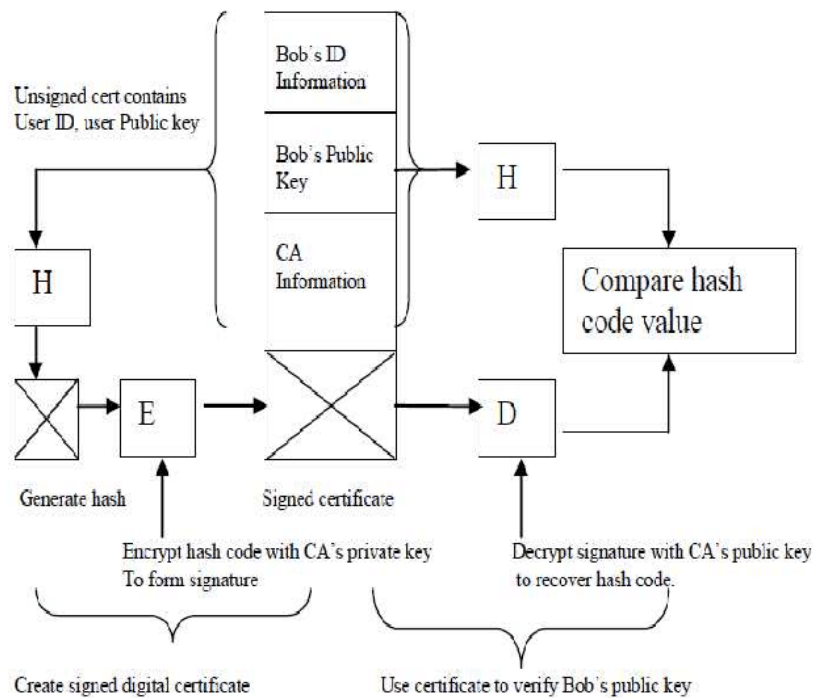 Bob's ID
Information
Unsigned cert contains
User ID, user Public key
Bob's Public
Key
H
CA
Information
H
Compare hash
code value
E
D
Generate hash
Signed certificate
Encrypt hash code with CA's private key
To form signature
Decrypt signature with CA's public key
to recover hash code.
Create signed digital certificate
Use certificate to verify Bob's public key